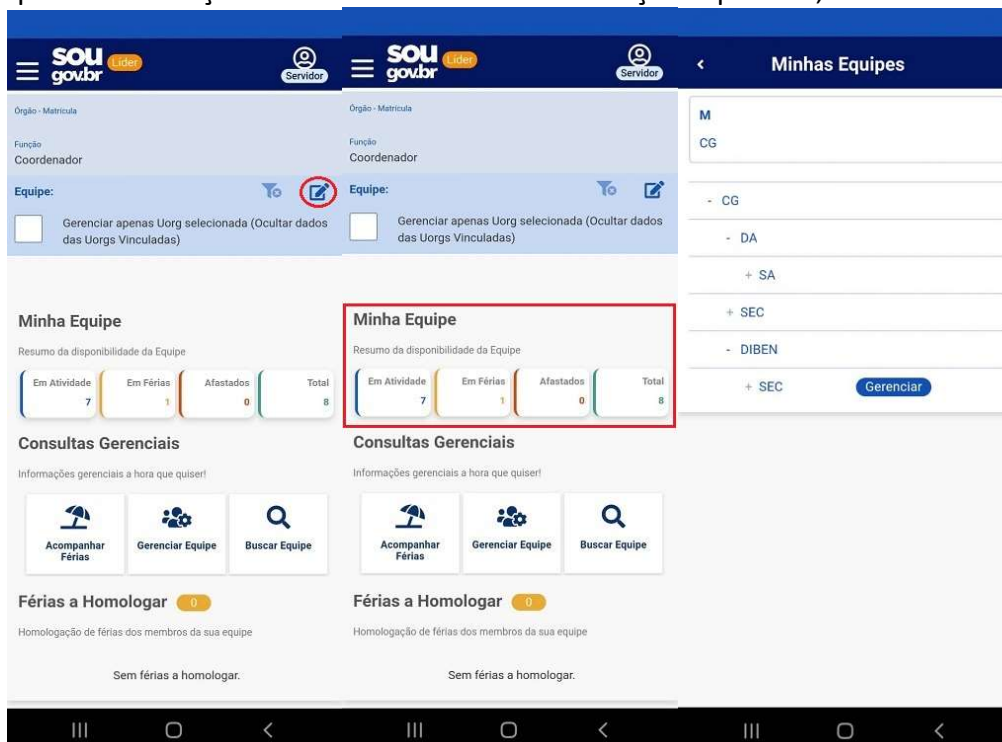 SOU
gov.br
Líder
Servidor
Órgão - Matrícula
Função
Coordenador
Equipe:
Gerenciar apenas Uorg selecionada (Ocultar dados
das Uorgs Vinculadas)
Minha Equipe
Resumo da disponibilidade da Equipe
Em Atividade
7
Em Férias
1
Afastados
0
Total
8
Consultas Gerenciais
Informações gerenciais a hora que quiser!
Acompanhar
Férias
Gerenciar Equipe
Buscar Equipe
Férias a Homologar 0
Homologação de férias dos membros da sua equipe
Sem férias a homologar.
SOU
gov.br
Líder
Servidor
Órgão - Matrícula
Função
Coordenador
Equipe:
Gerenciar apenas Uorg selecionada (Ocultar dados
das Uorgs Vinculadas)
Minha Equipe
Resumo da disponibilidade da Equipe
Em Atividade
7
Em Férias
1
Afastados
0
Total
8
Consultas Gerenciais
Informações gerenciais a hora que quiser!
Acompanhar
Férias
Gerenciar Equipe
Buscar Equipe
Férias a Homologar 0
Homologação de férias dos membros da sua equipe
Sem férias a homologar.
Minhas Equipes
M
CG
- CG
- DA
+ SA
+ SEC
- DIBEN
+ SEC Gerenciar